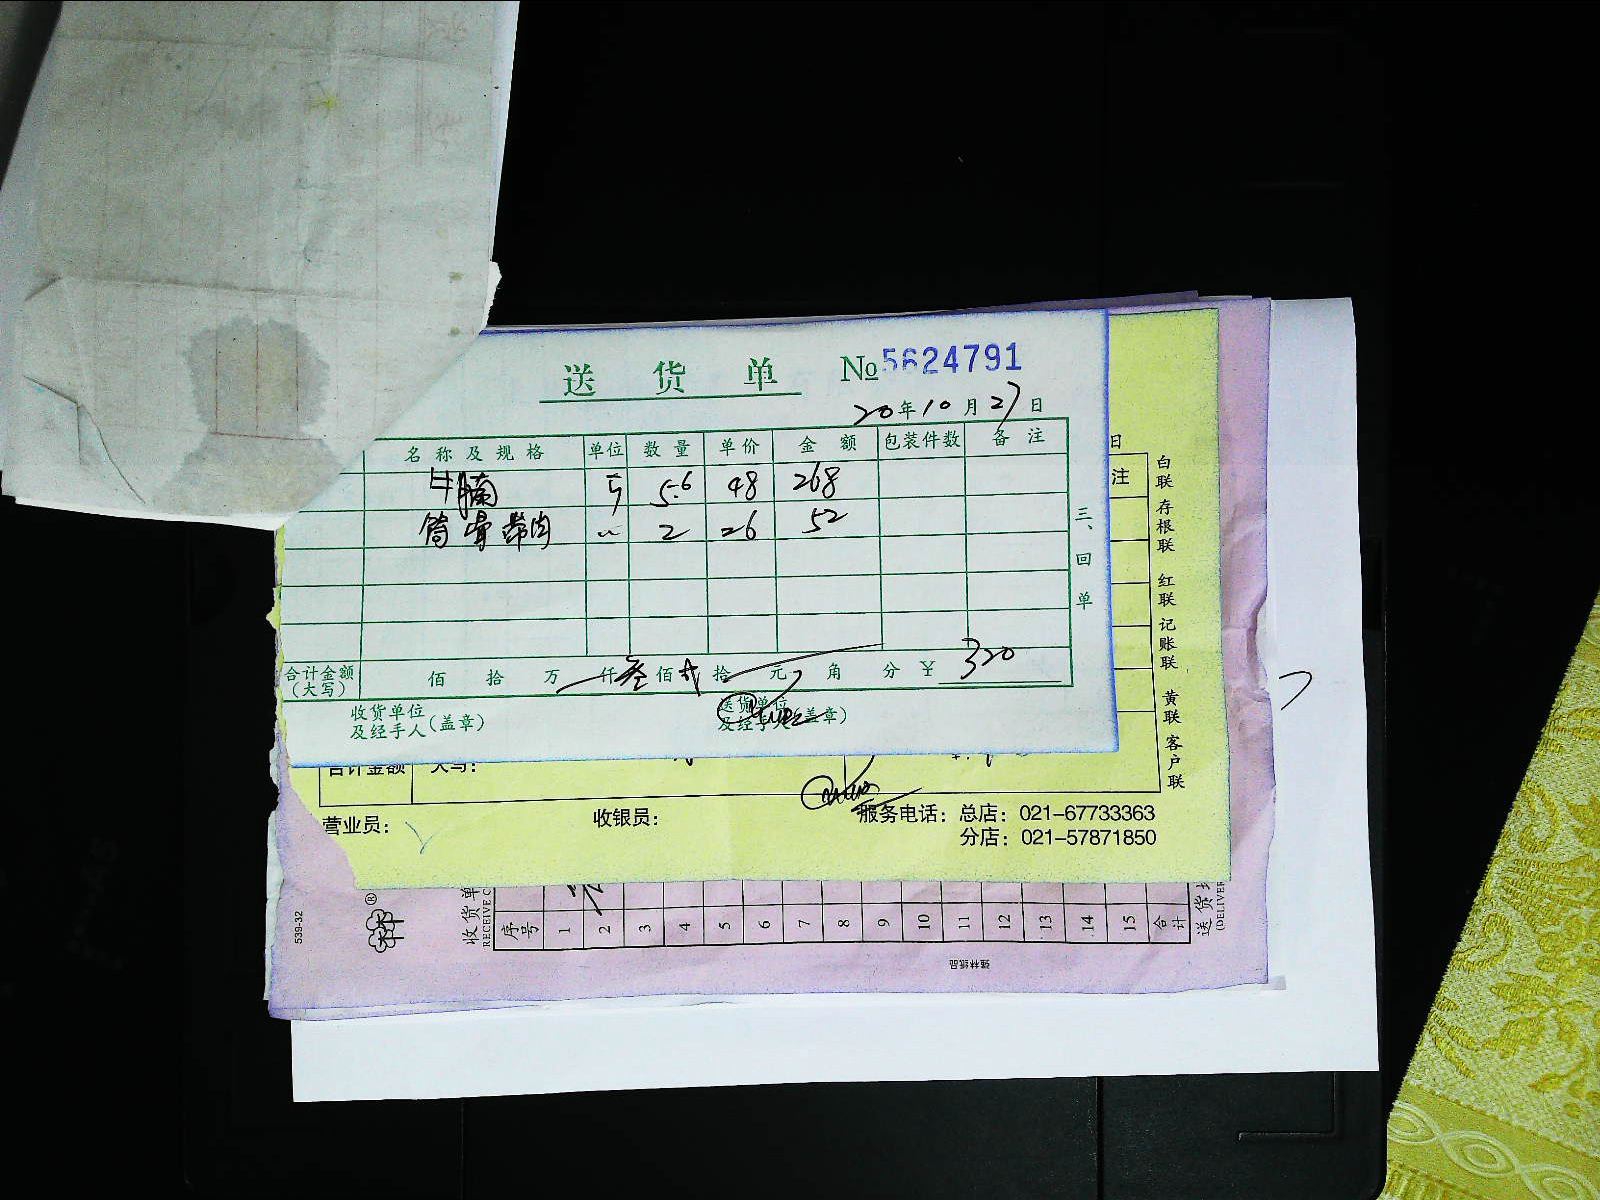 送 货 单 No 5624791
20年10月27日
名称及规格 单位 数量 单价 金额 包装件数 备注
牛腩 斤 5.6 48 268
筒骨带肉 〃 2 26 52
三、回单
合计金额(大写) 佰 拾 万 仟叁佰贰拾 元 角 分 ¥ 320
收货单位及经手人(盖章) 送货单位及经手人(盖章)
日
注
白联存根联 红联记账联 黄联客户联
合计金额 大写:
营业员: 收银员: 服务电话:总店:021-67733363
分店:021-57871850
539-32
收货单
RECEIVE
序号 1 2 3 4 5 6 7 8 9 10 11 12 13 14 15 合计
送货
(DELIVER